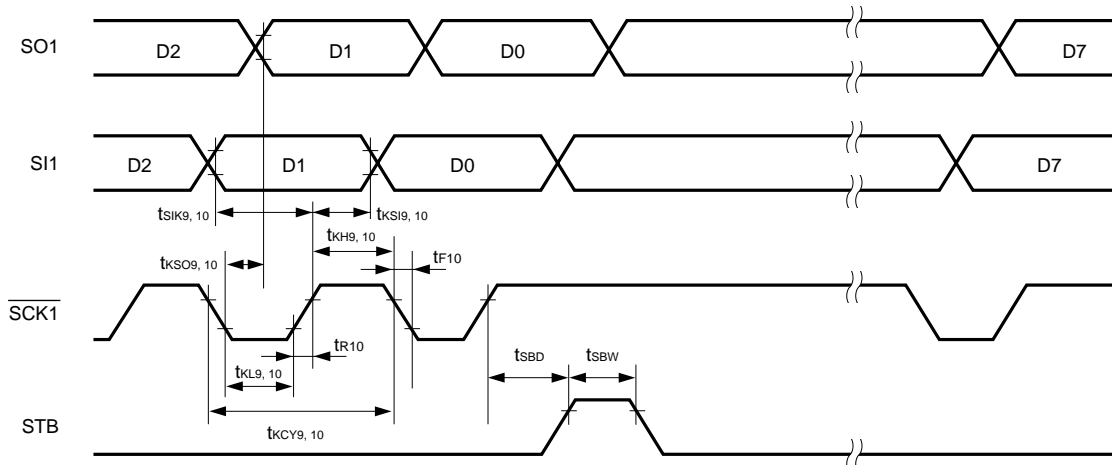 SO1
D2
D1
D0
D7
SI1
D2
D1
D0
D7
tSIK9, 10
tKSI9, 10
tKH9, 10
tKSO9, 10
tF10
SCK1
tR10
tSBD
tSBW
tKL9, 10
STB
tKCY9, 10